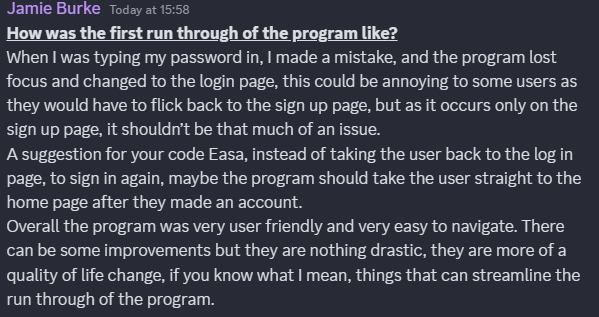 Jamie Burke Today at 15:58
How was the first run through of the program like?
When I was typing my password in, I made a mistake, and the program lost
focus and changed to the login page, this could be annoying to some users as
they would have to flick back to the sign up page, but as it occurs only on the
sign up page, it shouldn’t be that much of an issue.
A suggestion for your code Easa, instead of taking the user back to the log in
page, to sign in again, maybe the program should take the user straight to the
home page after they made an account.
Overall the program was very user friendly and very easy to navigate. There
can be some improvements but they are nothing drastic, they are more of a
quality of life change, if you know what I mean, things that can streamline the
run through of the program.